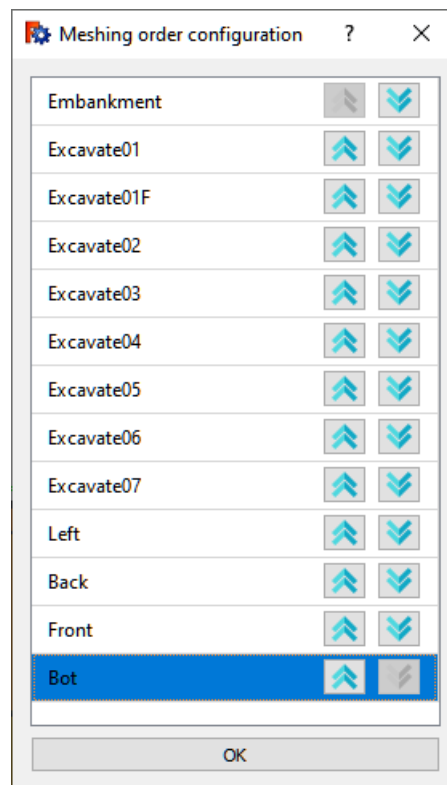 Meshing order configuration ?
Embankment
Excavate01
Excavate01F
Excavate02
Excavate03
Excavate04
Excavate05
Excavate06
Excavate07
Left
Back
Front
Bot
OK